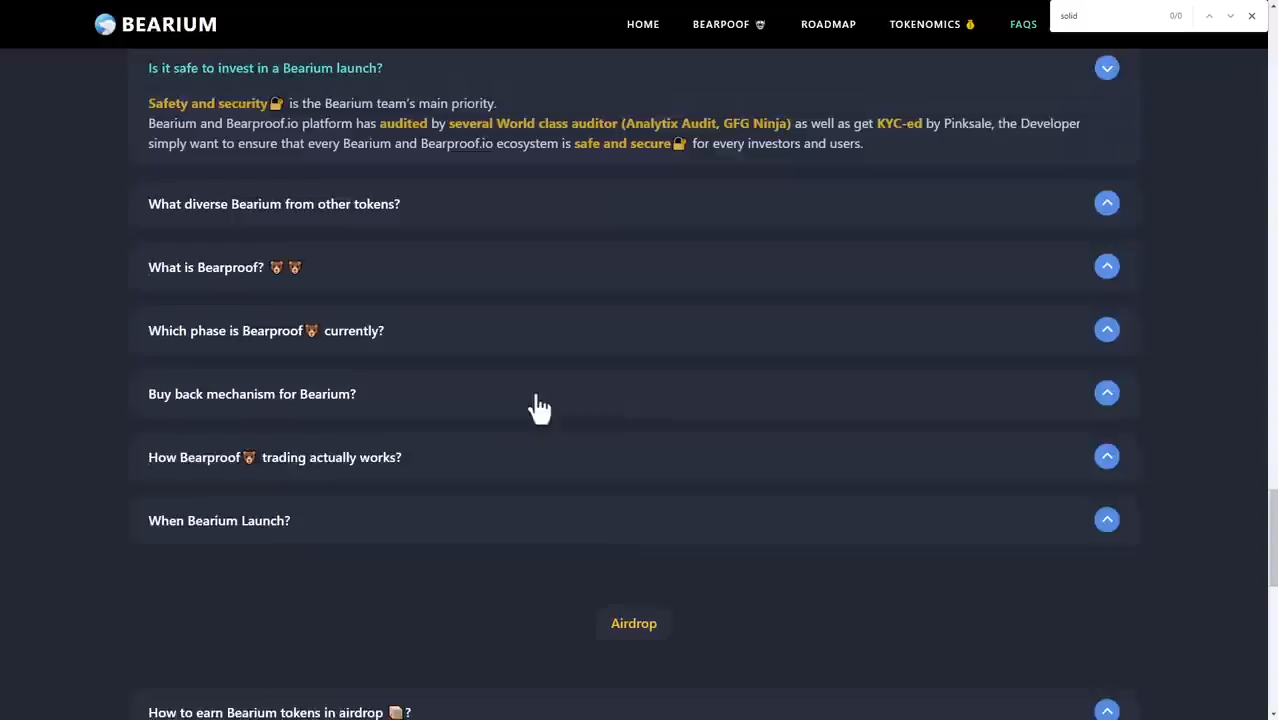 BEARIUM HOME BEARPOOF ROADMAP TOKENOMICS FAQS solid 0/0
Is it safe to invest in a Bearium launch?
Safety and security is the Bearium team's main priority.
Bearium and Bearproof.io platform has audited by several World class auditor (Analytix Audit, GFG Ninja) as well as get KYC-ed by Pinksale, the Developer
simply want to ensure that every Bearium and Bearproof.io ecosystem is safe and secure for every investors and users.
What diverse Bearium from other tokens?
What is Bearproof?
Which phase is Bearproof currently?
Buy back mechanism for Bearium?
How Bearproof trading actually works?
When Bearium Launch?
Airdrop
How to earn Bearium tokens in airdrop ?